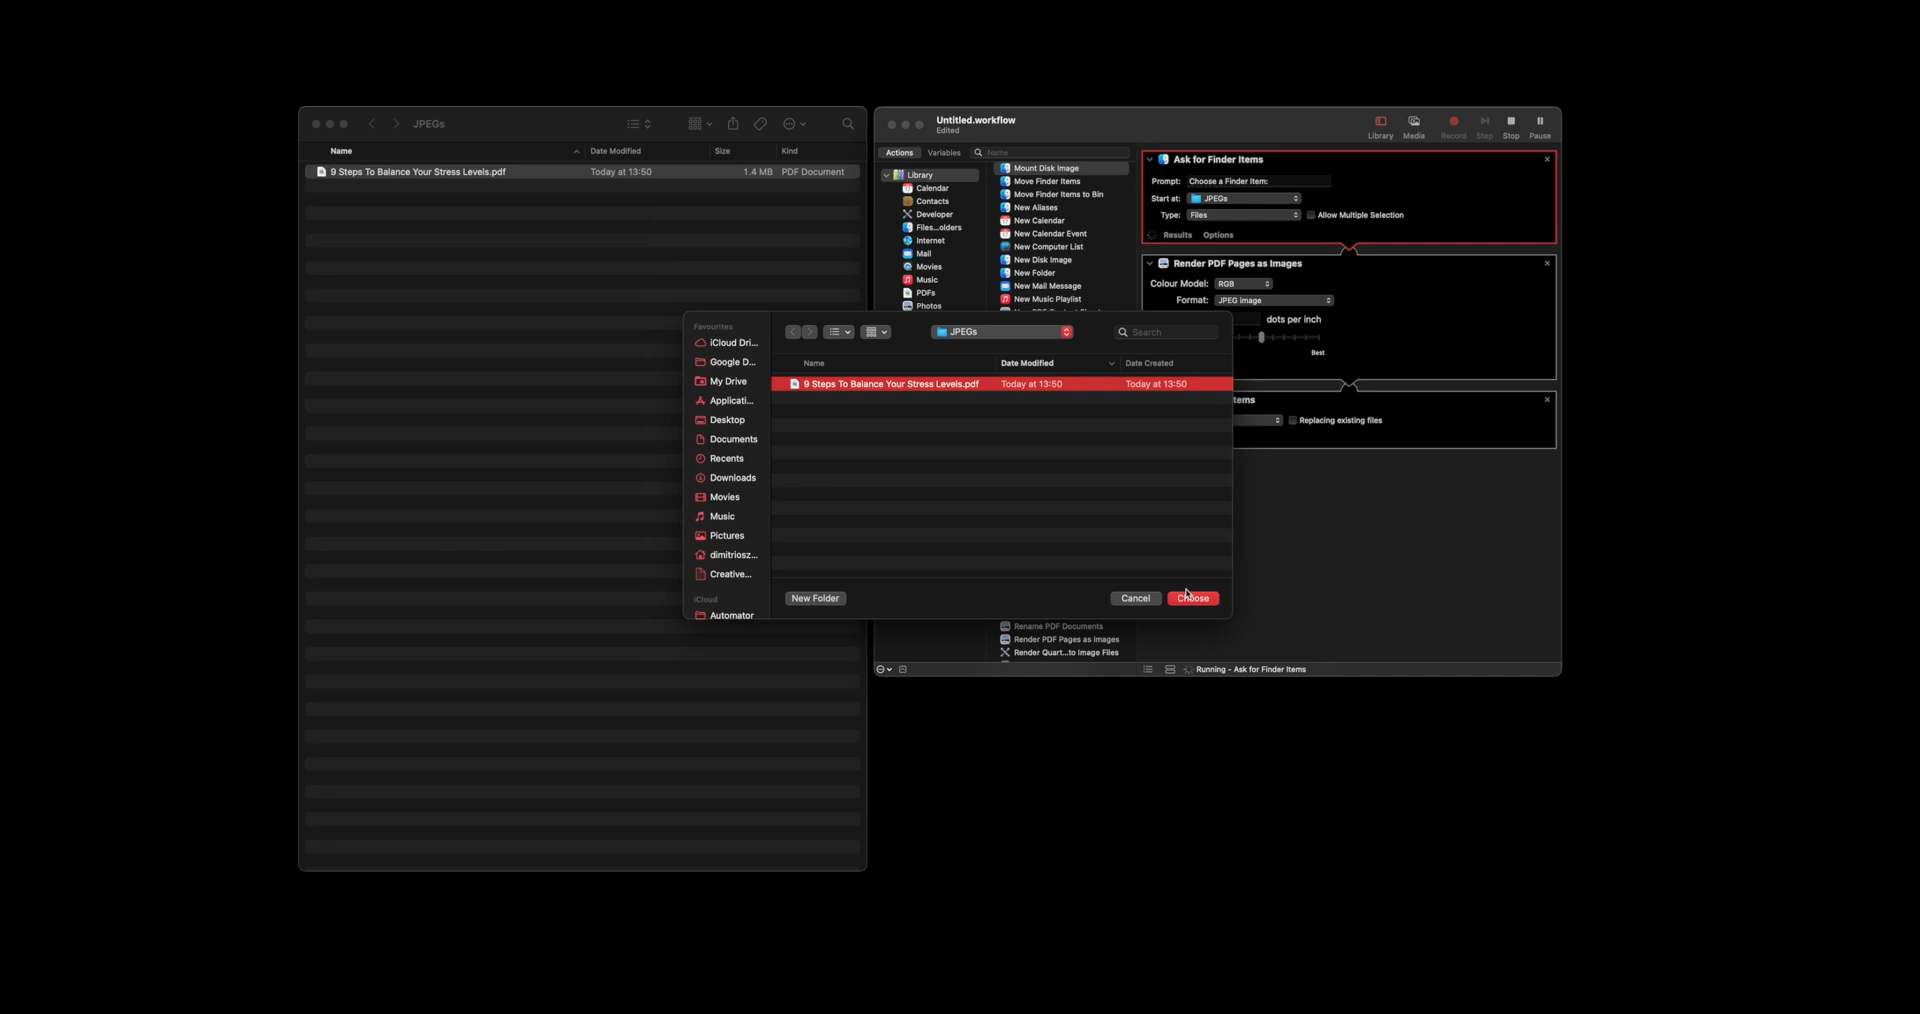 JPEGs
Name
Date Modified
Size
Kind
9 Steps To Balance Your Stress Levels.pdf
Today at 13:50
1.4 MB
PDF Document
Untitled.workflow
Edited
Library
Media
Record
Step
Stop
Pause
Actions
Variables
Name
Library
Calendar
Contacts
Developer
Files...olders
Internet
Mail
Movies
Music
PDFs
Photos
Mount Disk Image
Move Finder Items
Move Finder Items to Bin
New Aliases
New Calendar
New Calendar Event
New Computer List
New Disk Image
New Folder
New Mail Message
New Music Playlist
Rename PDF Documents
Render PDF Pages as Images
Render Quart...to Image Files
Ask for Finder Items
Prompt: Choose a Finder Item:
Start at: JPEGs
Type: Files
Allow Multiple Selection
Results
Options
Render PDF Pages as Images
Colour Model: RGB
Format: JPEG image
dots per inch
Best
tems
Replacing existing files
Running - Ask for Finder Items
Favourites
iCloud Dri...
Google D...
My Drive
Applicati...
Desktop
Documents
Recents
Downloads
Movies
Music
Pictures
dimitriosz...
Creative...
iCloud
Automator
JPEGs
Search
Name
Date Modified
Date Created
9 Steps To Balance Your Stress Levels.pdf
Today at 13:50
Today at 13:50
New Folder
Cancel
Choose